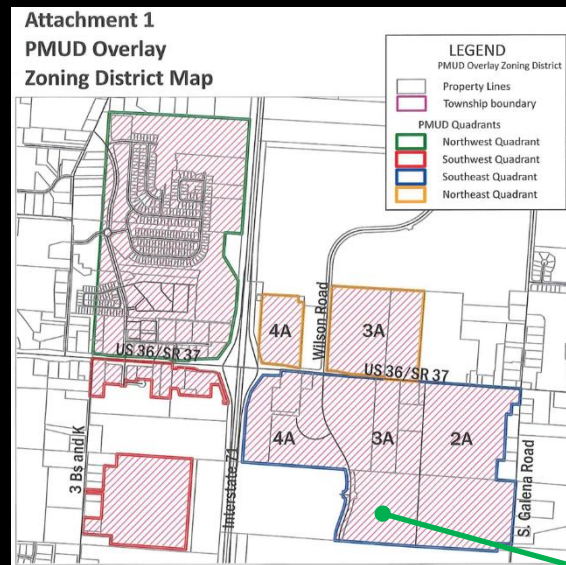 Attachment 1
PMUD Overlay
Zoning District Map
LEGEND
PMUD Overlay Zoning District
Property Lines
Township boundary
PMUD Quadrants
Northwest Quadrant
Southwest Quadrant
Southeast Quadrant
Northeast Quadrant
4A
Wilson Road
3A
US 36/SR 37
US 36/SR 37
3 Bs and K
Interstate 71
4A
3A
2A
S. Galena Road